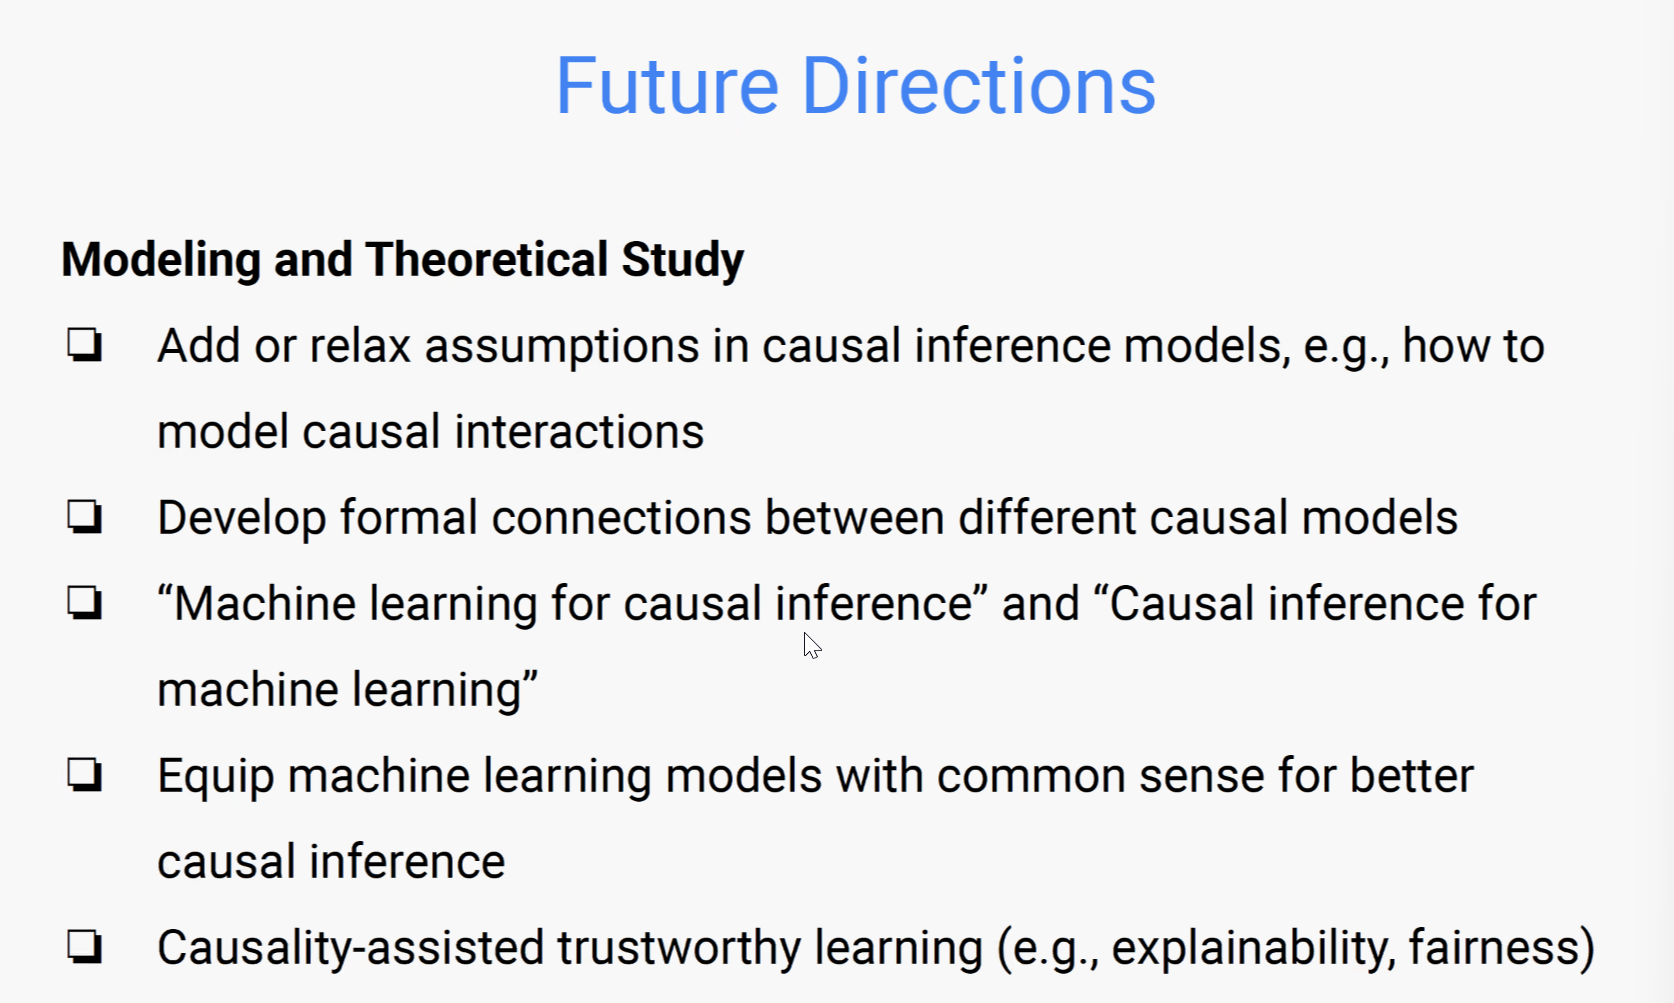 Future Directions
Modeling and Theoretical Study
❏ Add or relax assumptions in causal inference models, e.g., how to
model causal interactions
❏ Develop formal connections between different causal models
❏ “Machine learning for causal inference” and “Causal inference for
machine learning”
❏ Equip machine learning models with common sense for better
causal inference
❏ Causality-assisted trustworthy learning (e.g., explainability, fairness)